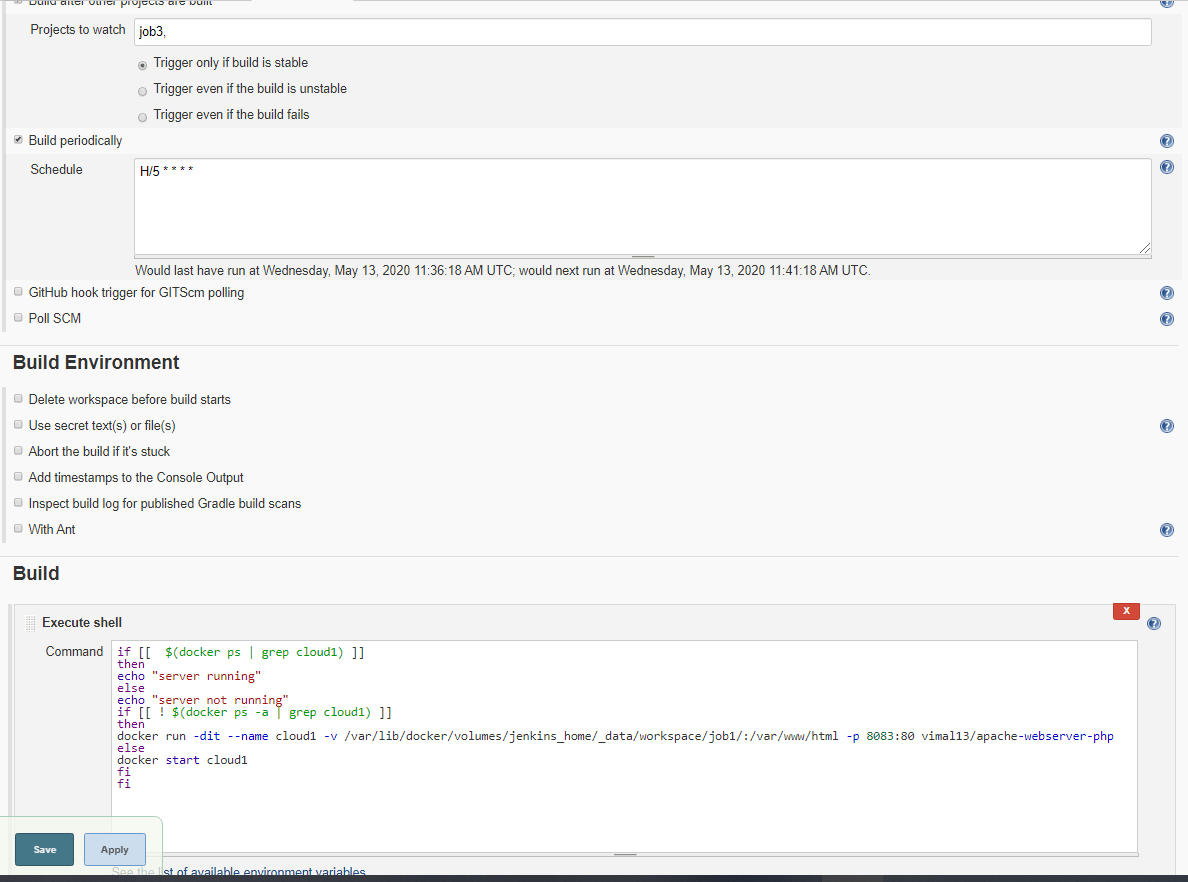 Build after other projects are built
Projects to watch
job3,
Trigger only if build is stable
Trigger even if the build is unstable
Trigger even if the build fails
Build periodically
Schedule
H/5 * * * *
Would last have run at Wednesday, May 13, 2020 11:36:18 AM UTC; would next run at Wednesday, May 13, 2020 11:41:18 AM UTC.
GitHub hook trigger for GITScm polling
Poll SCM
Build Environment
Delete workspace before build starts
Use secret text(s) or file(s)
Abort the build if it's stuck
Add timestamps to the Console Output
Inspect build log for published Gradle build scans
With Ant
Build
X
Execute shell
Command
if [[  $(docker ps | grep cloud1) ]]
then
echo "server running"
else
echo "server not running"
if [[ ! $(docker ps -a | grep cloud1) ]]
then
docker run -dit --name cloud1 -v /var/lib/docker/volumes/jenkins_home/_data/workspace/job1/:/var/www/html -p 8083:80 vimal13/apache-webserver-php
else
docker start cloud1
fi
fi
Save
Apply
See the list of available environment variables